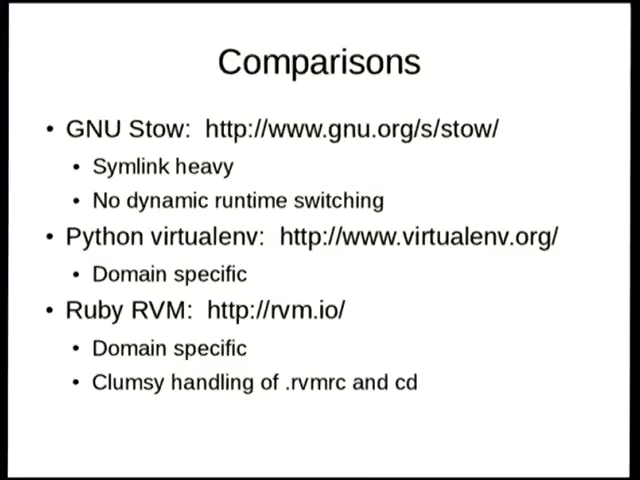 Comparisons
• GNU Stow: http://www.gnu.org/s/stow/
• Symlink heavy
• No dynamic runtime switching
• Python virtualenv: http://www.virtualenv.org/
• Domain specific
• Ruby RVM: http://rvm.io/
• Domain specific
• Clumsy handling of .rvmrc and cd